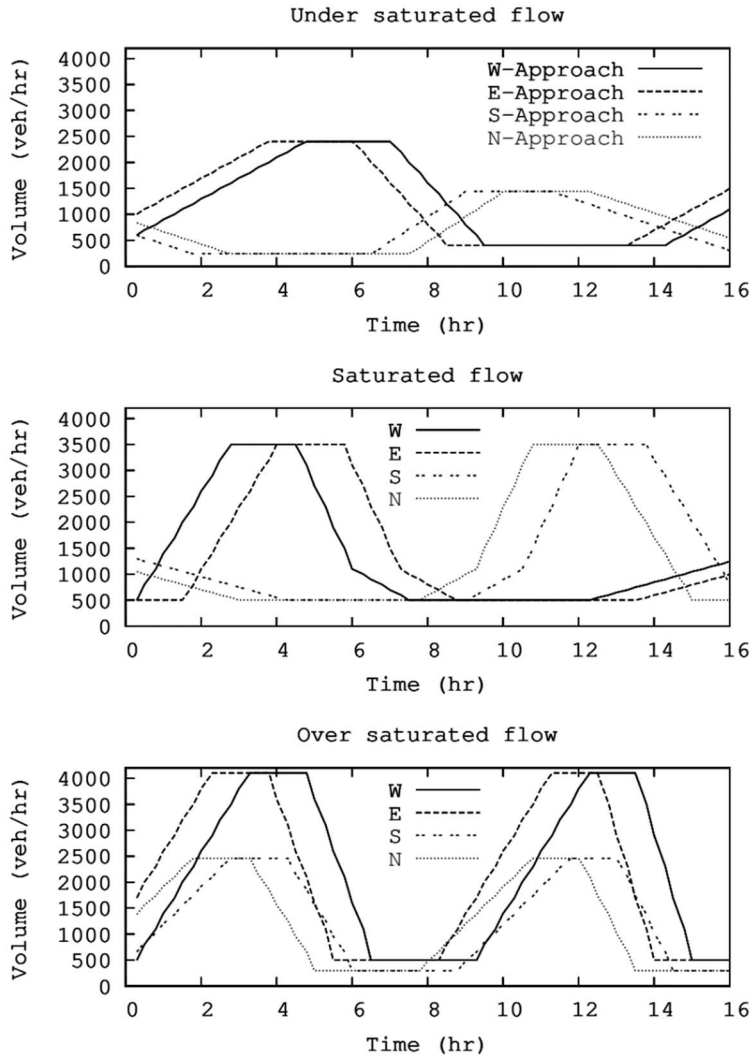 Under saturated flow
4000
3500
3000
2500
2000
1500
1000
500
0
Volume (veh/hr)
W-Approach
E-Approach
S-Approach
N-Approach
0 2 4 6 8 10 12 14 16
Time (hr)
Saturated flow
4000
3500
3000
2500
2000
1500
1000
500
0
Volume (veh/hr)
W
E
S
N
0 2 4 6 8 10 12 14 16
Time (hr)
Over saturated flow
4000
3500
3000
2500
2000
1500
1000
500
0
Volume (veh/hr)
W
E
S
N
0 2 4 6 8 10 12 14 16
Time (hr)